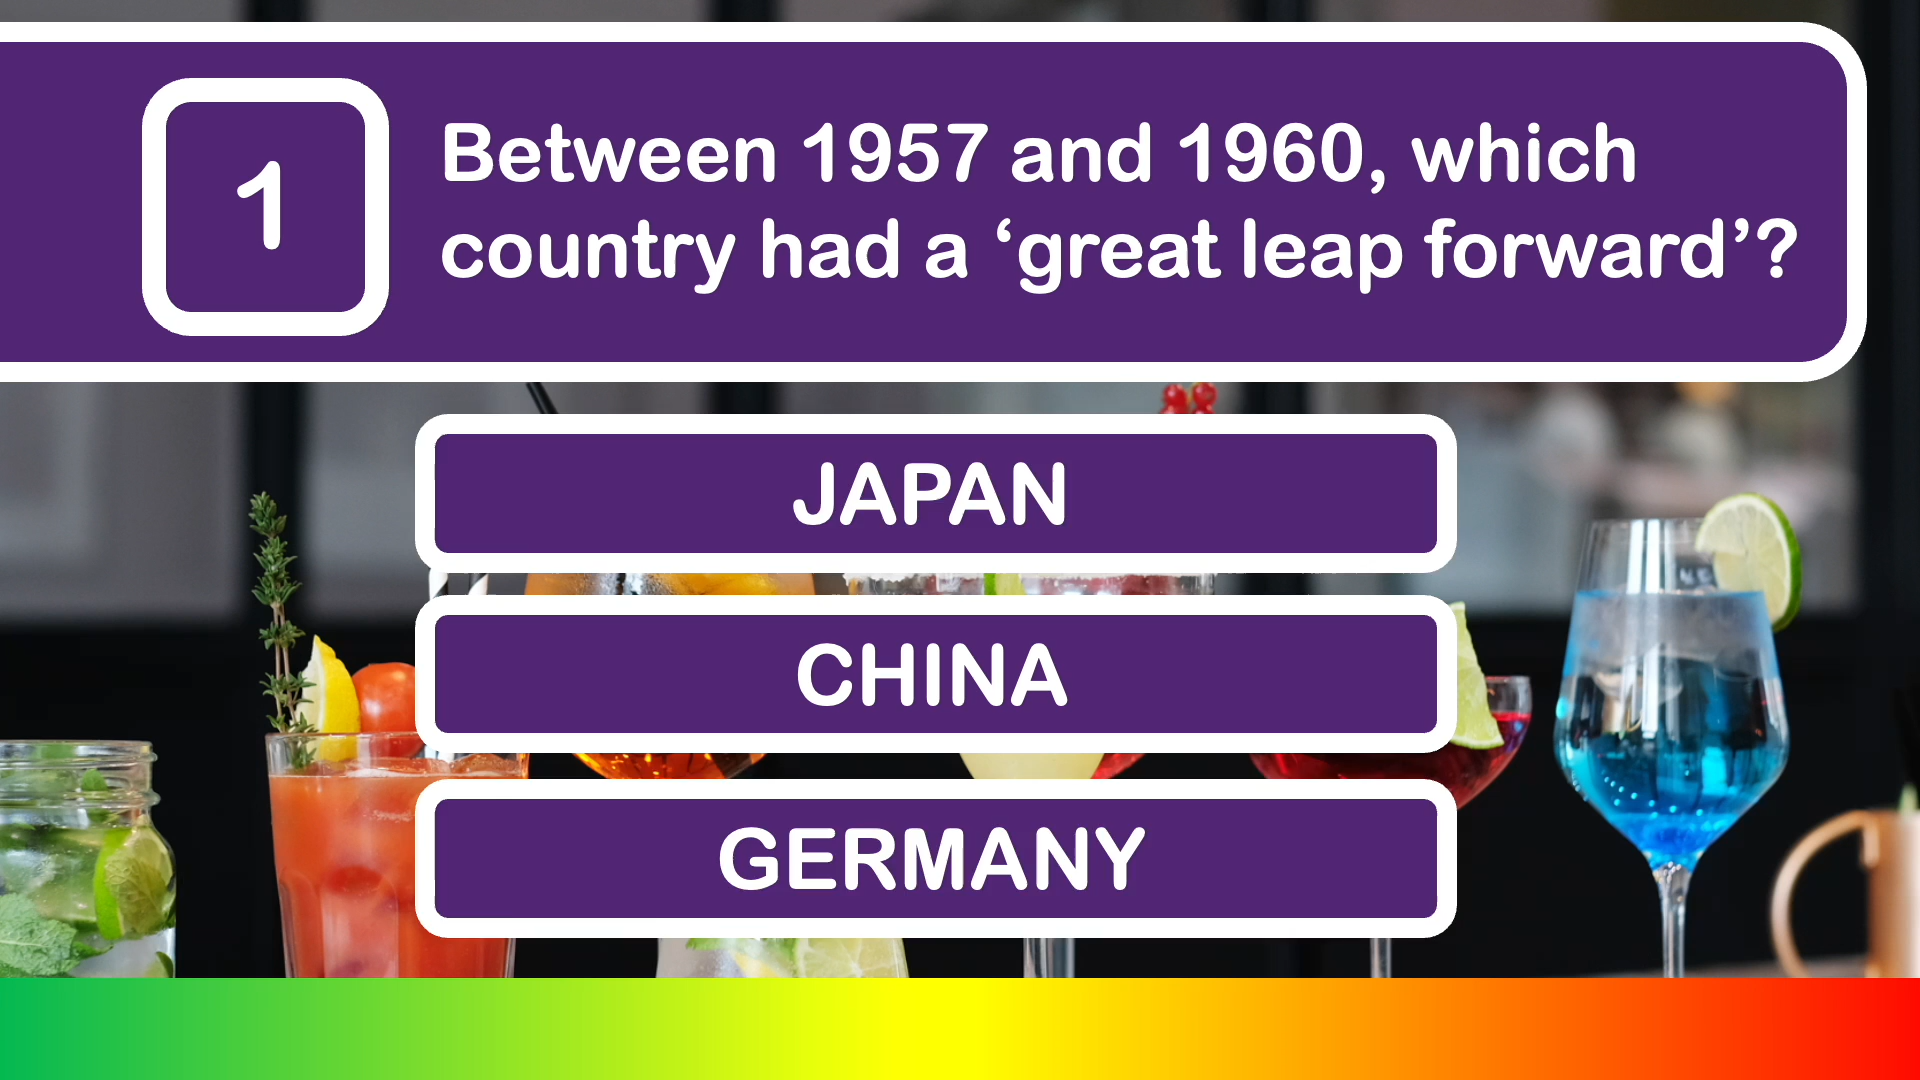 1
Between 1957 and 1960, which
country had a ‘great leap forward’?
JAPAN
CHINA
GERMANY